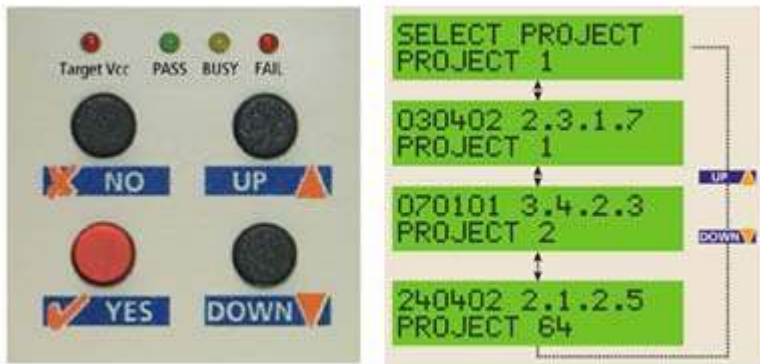 Target Vcc PASS BUSY FAIL
NO UP
YES DOWN
SELECT PROJECT
PROJECT 1
030402 2.3.1.7
PROJECT 1
070101 3.4.2.3
PROJECT 2
240402 2.1.2.5
PROJECT 64
UP
DOWN